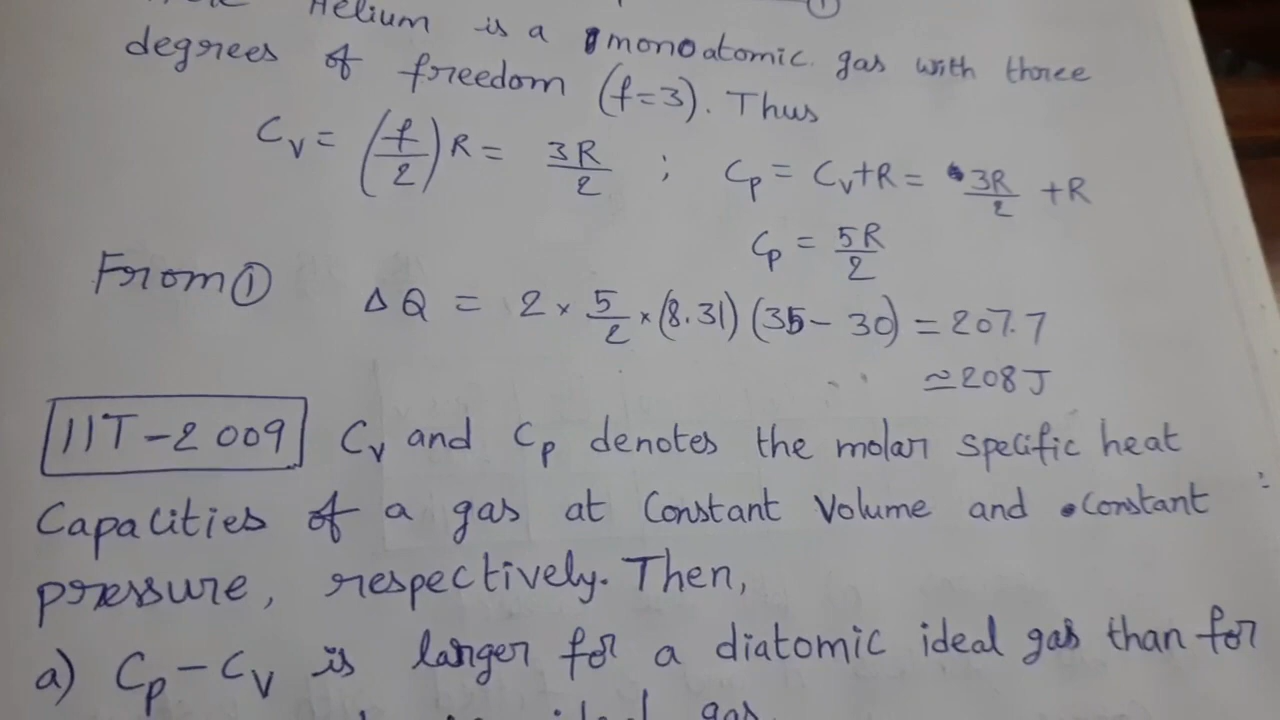 Helium is a monoatomic gas with three ①
degrees of freedom (f=3). Thus
Cv = (f/2)R = 3R/2 ; Cp = Cv+R = 3R/2 +R
Cp = 5R/2
From ① ΔQ = 2 × 5/2 × (8.31) (35 - 30) = 207.7
≃208 J
IIT-2009 Cv and Cp denotes the molar specific heat
Capacities of a gas at Constant Volume and Constant
pressure, respectively. Then,
a) Cp - Cv is larger for a diatomic ideal gas than for
ideal gas